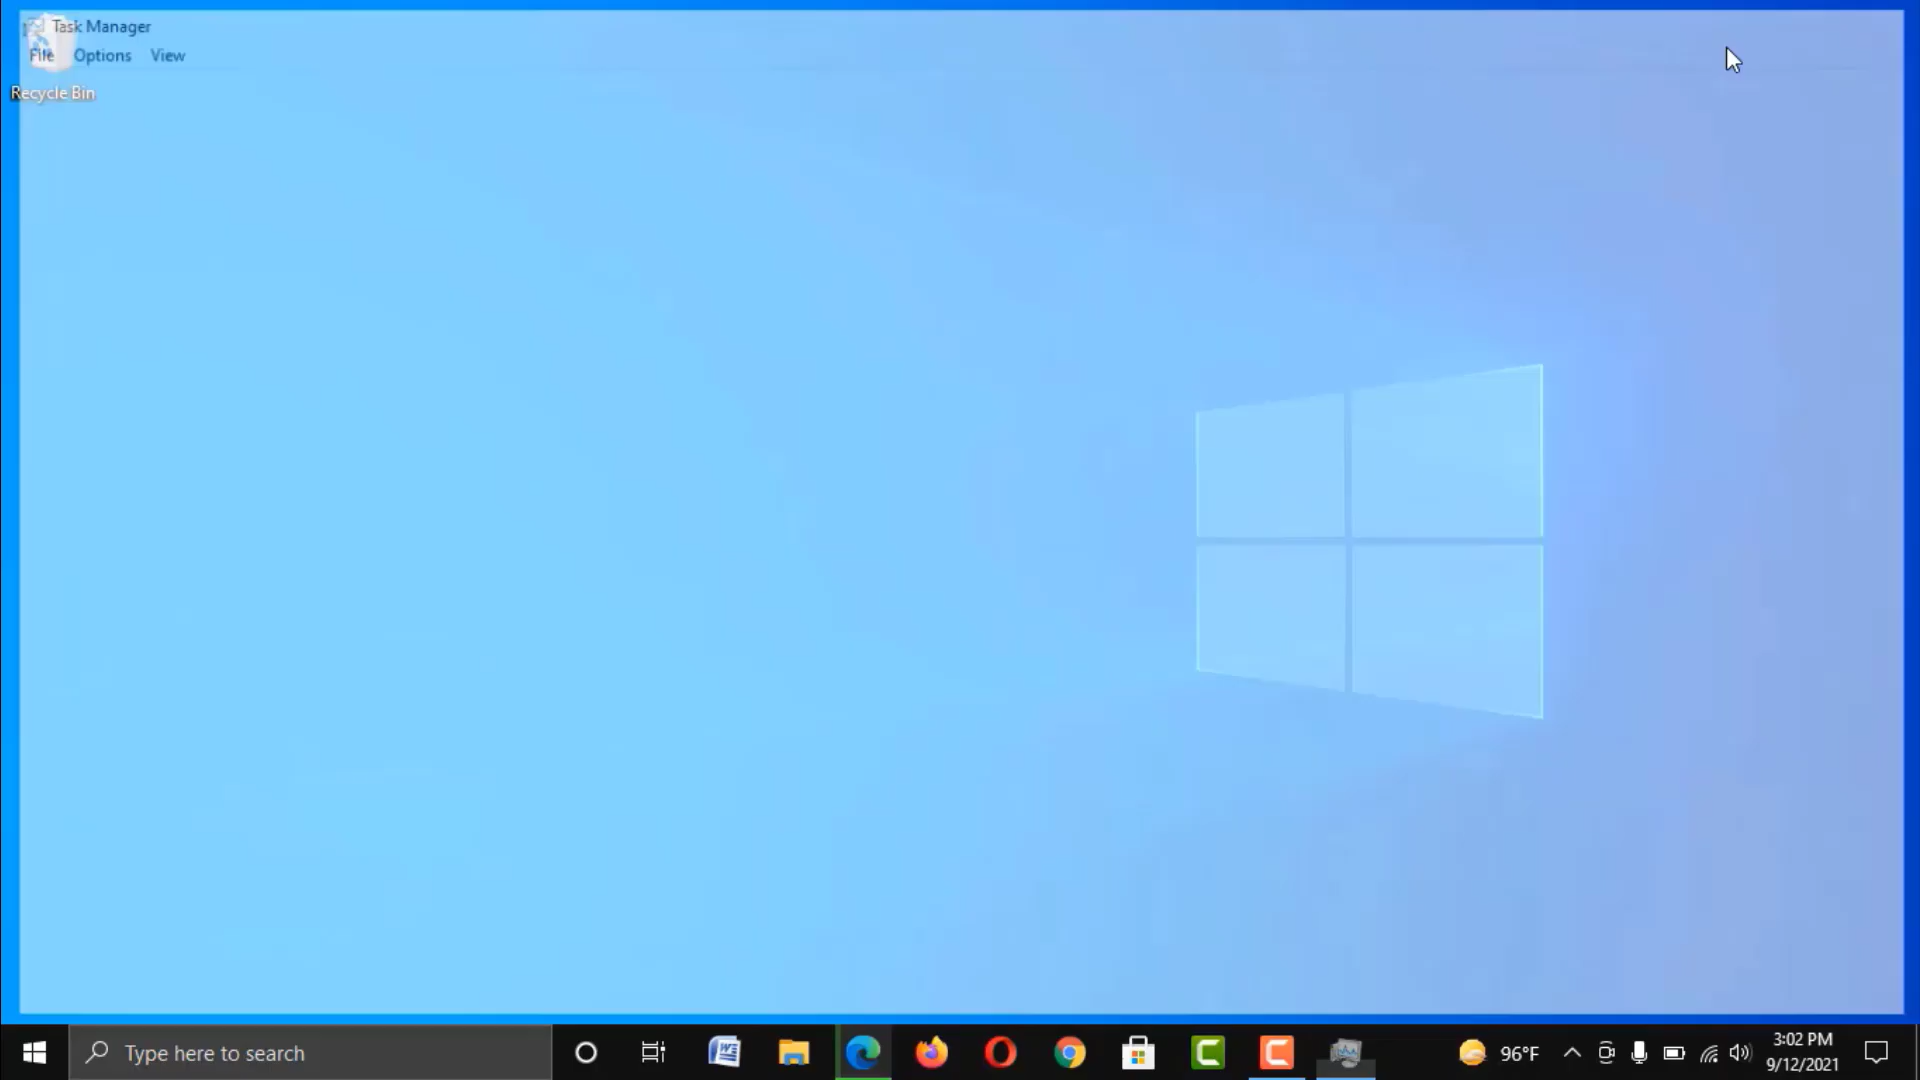 Task Manager
File Options View
Recycle Bin
Type here to search
96°F
3:02 PM
9/12/2021